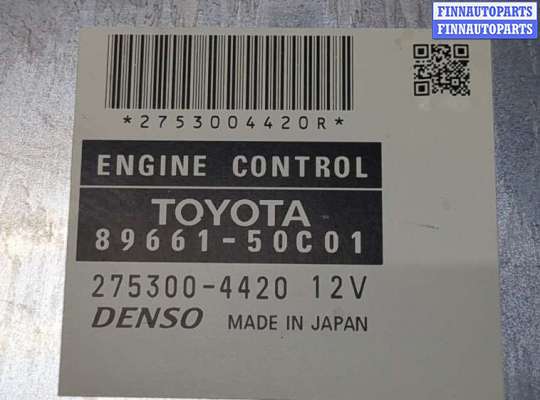 FINNAUTOPARTS
FINNAUTOPARTS
*2753004420R*
ENGINE CONTROL
TOYOTA
89661-50C01
275300-4420 12V
DENSO MADE IN JAPAN